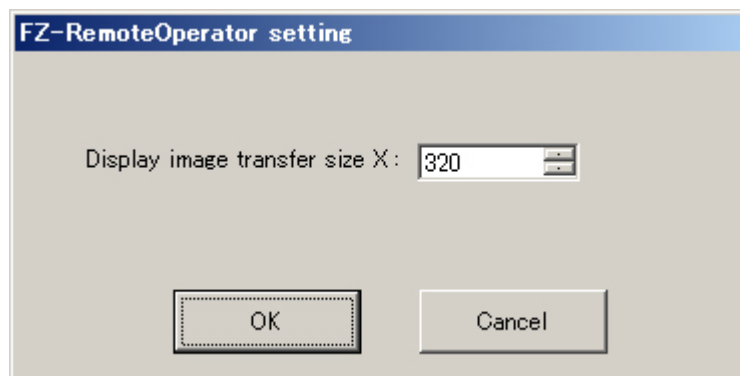 FZ-RemoteOperator setting
Display image transfer size X:
320
OK
Cancel